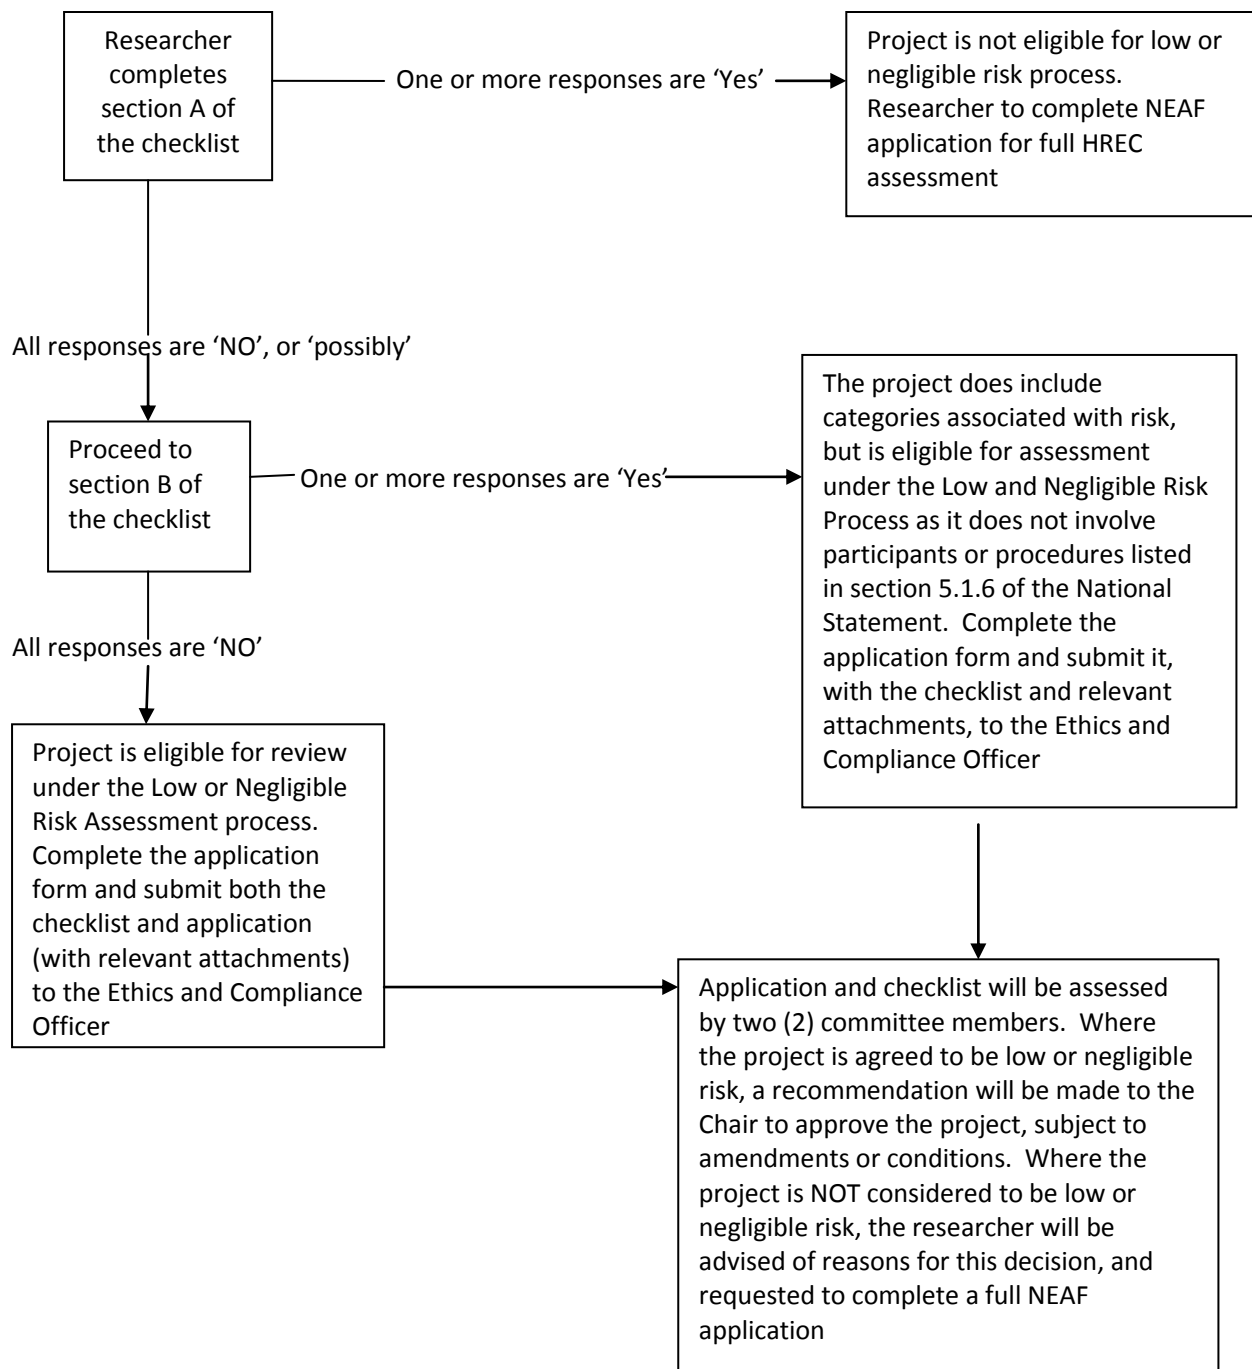 Researcher
completes
section A of
the checklist
One or more responses are ‘Yes’
Project is not eligible for low or
negligible risk process.
Researcher to complete NEAF
application for full HREC
assessment
All responses are ‘NO’, or ‘possibly’
Proceed to
section B of
the checklist
One or more responses are ‘Yes’
The project does include
categories associated with risk,
but is eligible for assessment
under the Low and Negligible Risk
Process as it does not involve
participants or procedures listed
in section 5.1.6 of the National
Statement.  Complete the
application form and submit it,
with the checklist and relevant
attachments, to the Ethics and
Compliance Officer
All responses are ‘NO’
Project is eligible for review
under the Low or Negligible
Risk Assessment process.
Complete the application
form and submit both the
checklist and application
(with relevant attachments)
to the Ethics and Compliance
Officer
Application and checklist will be assessed
by two (2) committee members.  Where
the project is agreed to be low or negligible
risk, a recommendation will be made to the
Chair to approve the project, subject to
amendments or conditions.  Where the
project is NOT considered to be low or
negligible risk, the researcher will be
advised of reasons for this decision, and
requested to complete a full NEAF
application